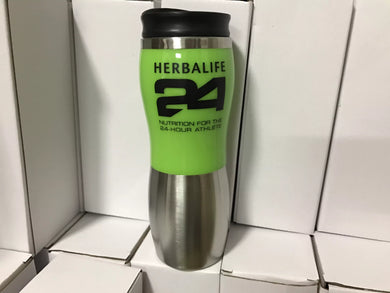 HERBALIFE
24
NUTRITION FOR THE
24-HOUR ATHLETE